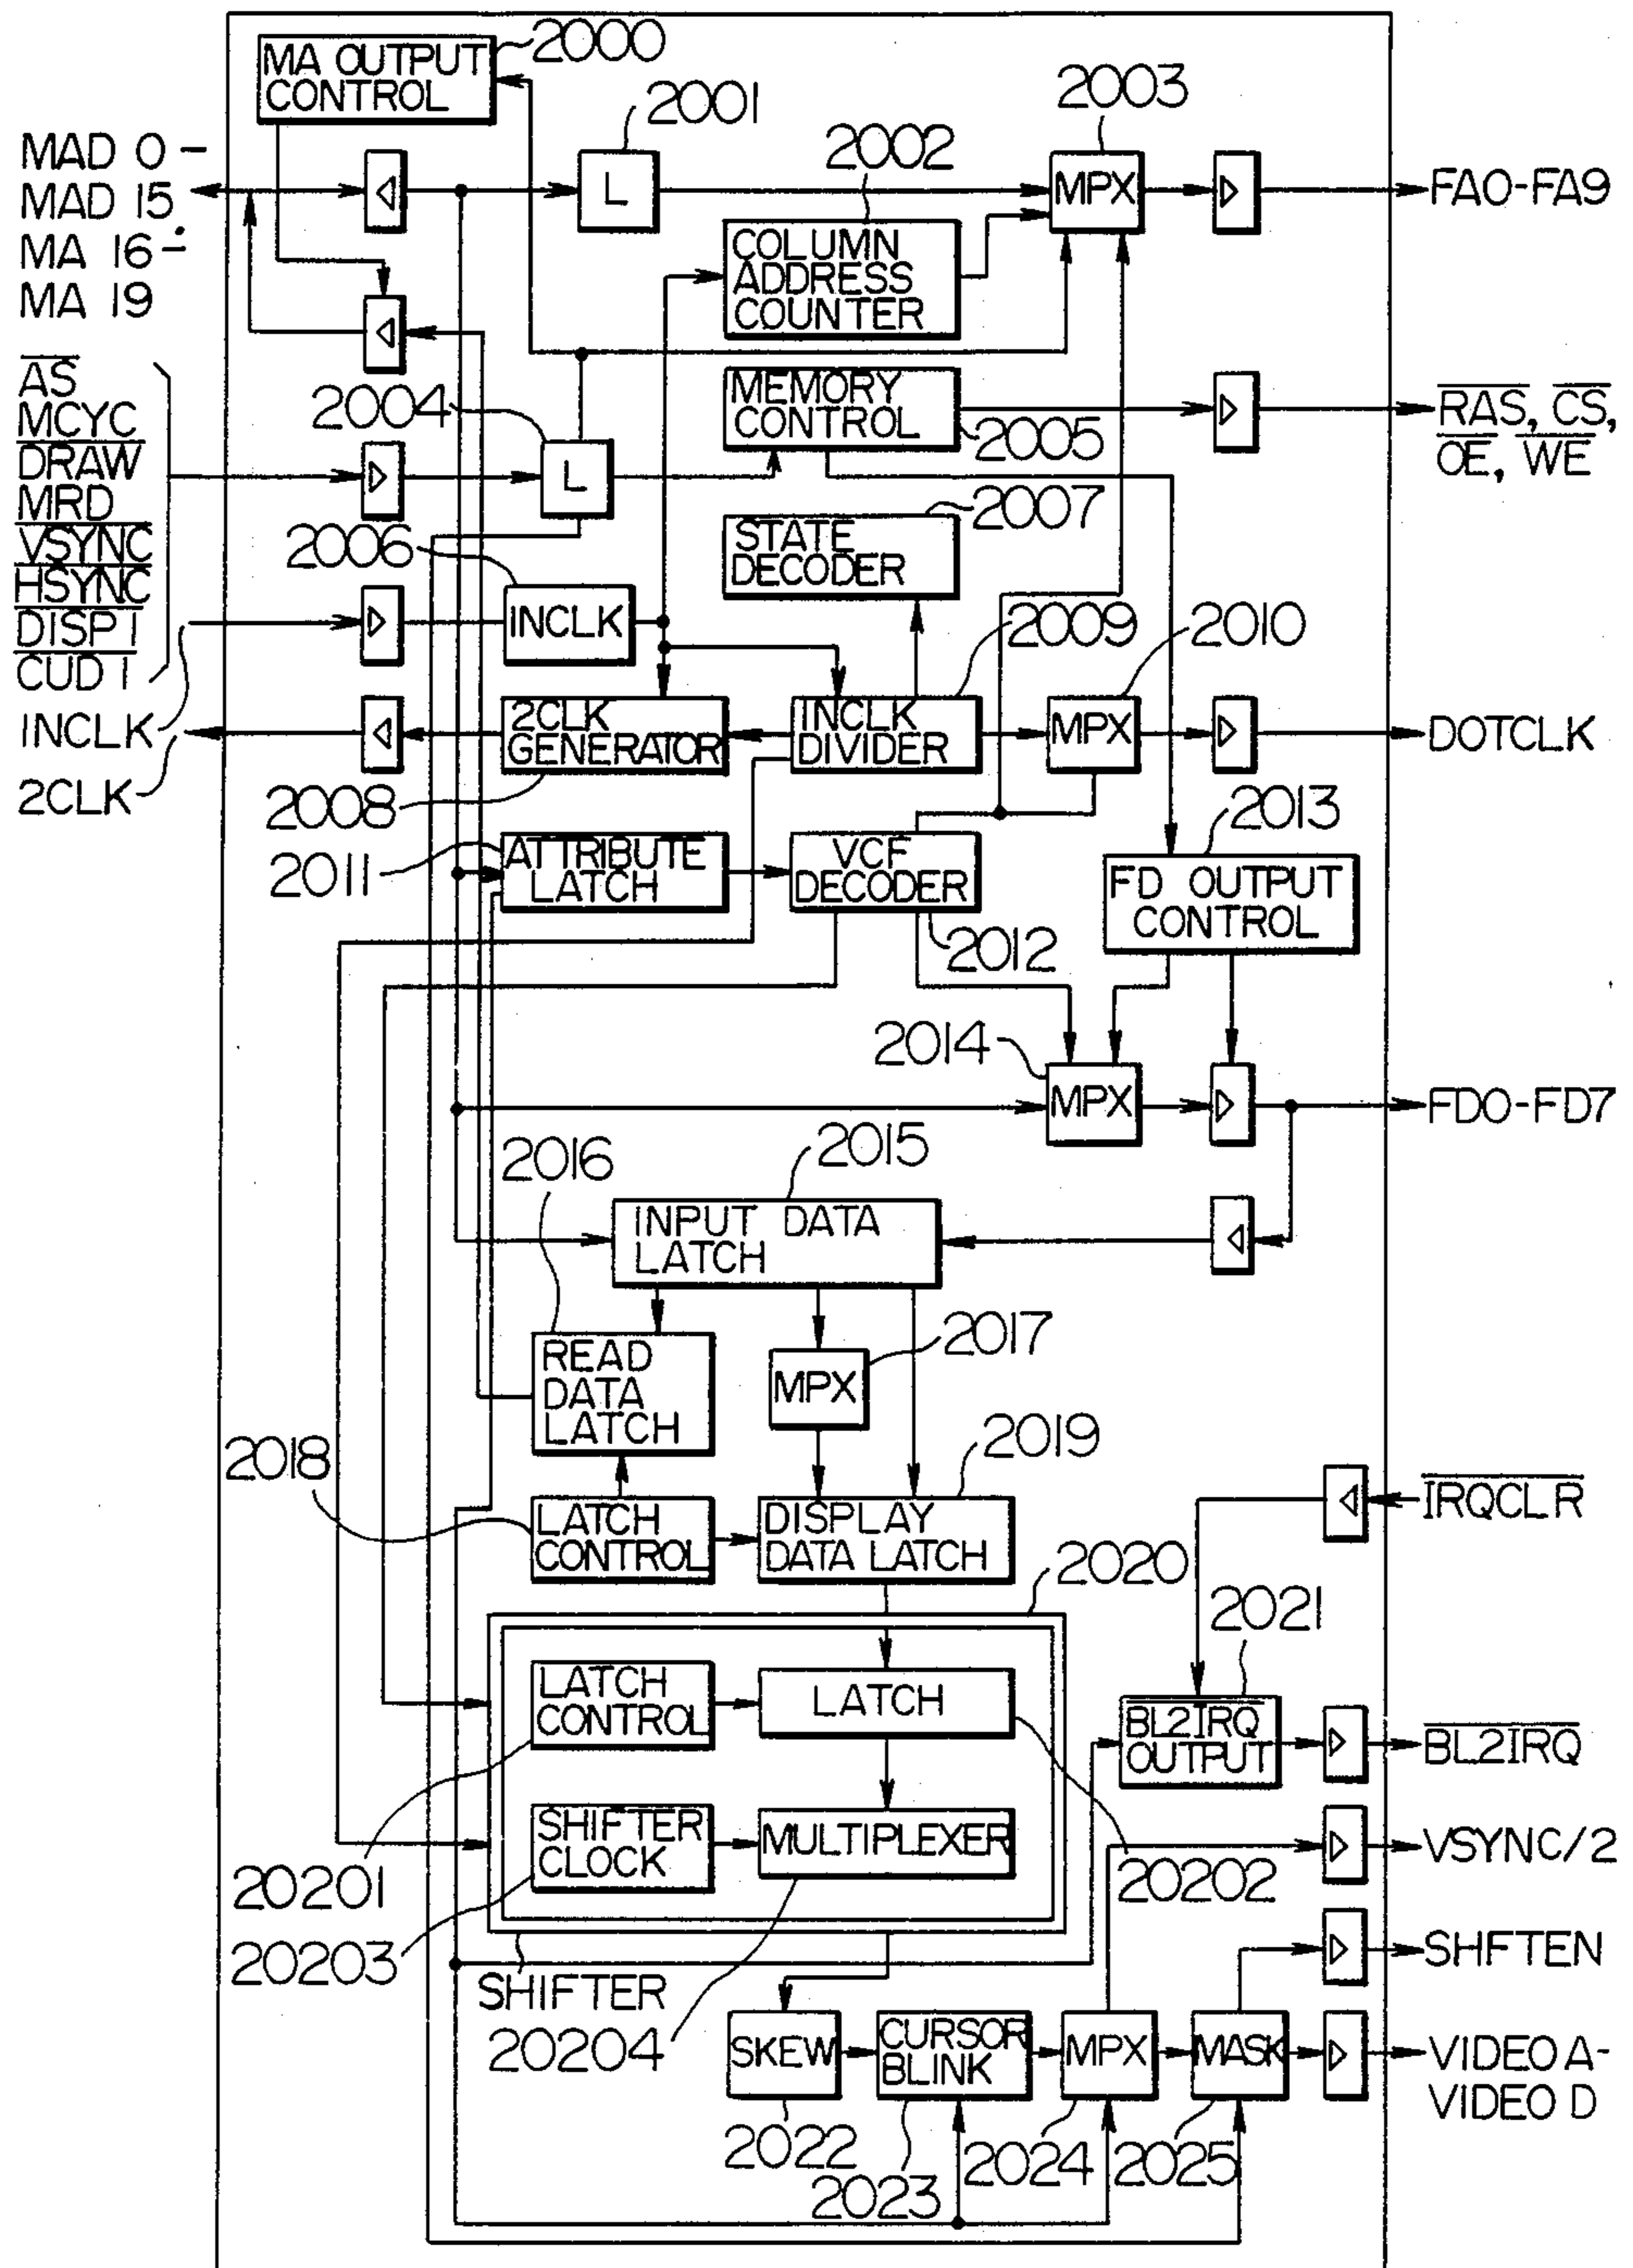 MA OUTPUT
CONTROL
2000
2001
2002
2003
MAD 0-
MAD 15
MA 16-
MA 19
L
MPX
FA0-FA9
COLUMN
ADDRESS
COUNTER
AS
MCYC
DRAW
MRD
VSYNC
HSYNC
DISP1
CUD1
INCLK
2CLK
2004
L
MEMORY
CONTROL
2005
RAS, CS,
OE, WE
2006
INCLK
STATE
DECODER
2007
2009
2010
2CLK
GENERATOR
INCLK
DIVIDER
MPX
DOTCLK
2008
2011
ATTRIBUTE
LATCH
VCF
DECODER
2012
2013
FD OUTPUT
CONTROL
2014
MPX
FD0-FD7
2016
2015
INPUT DATA
LATCH
READ
DATA
LATCH
MPX
2017
2018
LATCH
CONTROL
DISPLAY
DATA LATCH
2019
IRQCLR
2020
2021
LATCH
CONTROL
LATCH
BL2IRQ
OUTPUT
BL2IRQ
SHIFTER
CLOCK
MULTIPLEXER
VSYNC/2
20201
20202
20203
SHIFTER
20204
SHFTEN
SKEW
CURSOR
BLINK
MPX
MASK
VIDEO A-
VIDEO D
2022
2023
2024
2025